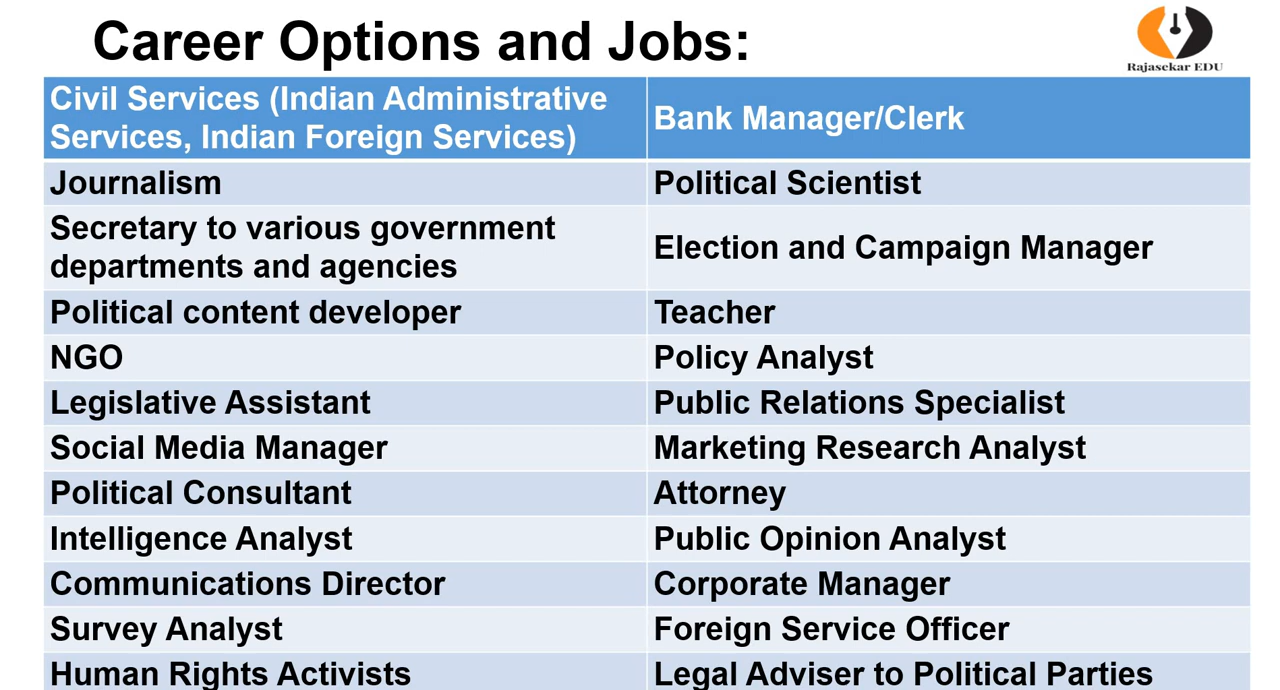 Career Options and Jobs:
Rajasekar EDU
Civil Services (Indian Administrative
Services, Indian Foreign Services)
Bank Manager/Clerk
Journalism
Political Scientist
Secretary to various government
departments and agencies
Election and Campaign Manager
Political content developer
Teacher
NGO
Policy Analyst
Legislative Assistant
Public Relations Specialist
Social Media Manager
Marketing Research Analyst
Political Consultant
Attorney
Intelligence Analyst
Public Opinion Analyst
Communications Director
Corporate Manager
Survey Analyst
Foreign Service Officer
Human Rights Activists
Legal Adviser to Political Parties